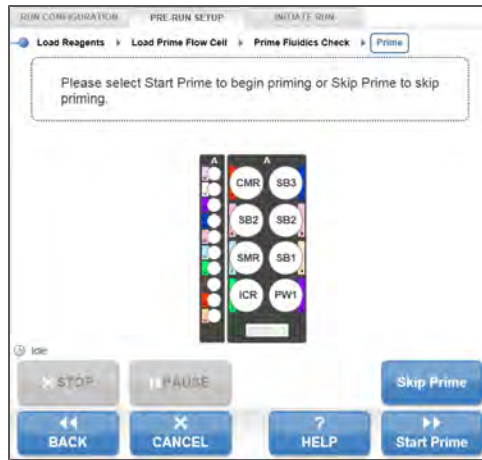 RUN CONFIGURATION PRE-RUN SETUP INITIATE RUN
Load Reagents Load Prime Flow Cell Prime Fluidics Check Prime
Please select Start Prime to begin priming or Skip Prime to skip
priming.
A A
CMR SB3
SB2 SB2
SMR SB1
ICR PW1
Idle
STOP PAUSE Skip Prime
BACK CANCEL ? HELP Start Prime